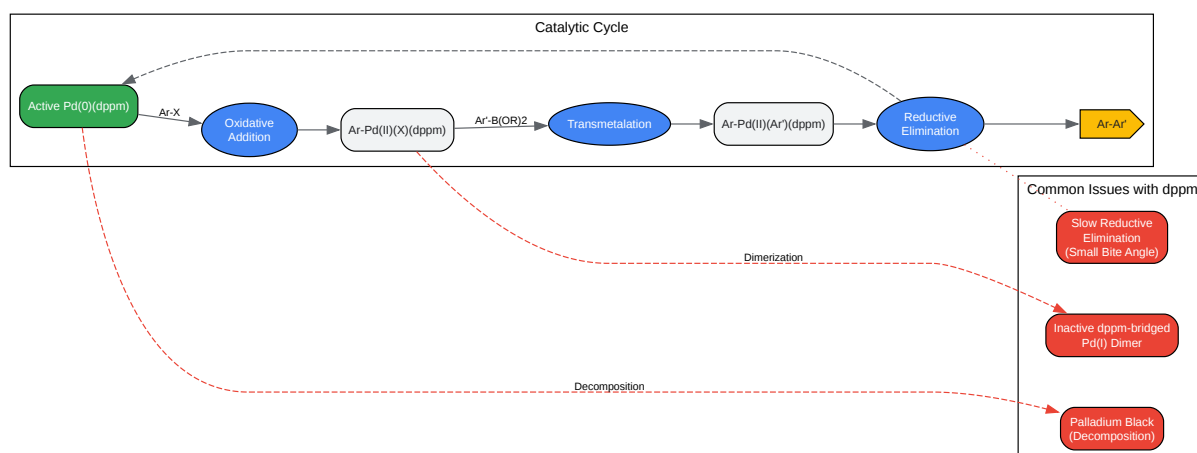 Catalytic Cycle
Active Pd(0)(dppm)
Ar-X
Oxidative
Addition
Ar-Pd(II)(X)(dppm)
Ar'-B(OR)2
Transmetalation
Ar-Pd(II)(Ar')(dppm)
Reductive
Elimination
Ar-Ar'
Common Issues with dppm
Slow Reductive
Elimination
(Small Bite Angle)
Dimerization
Inactive dppm-bridged
Pd(I) Dimer
Decomposition
Palladium Black
(Decomposition)